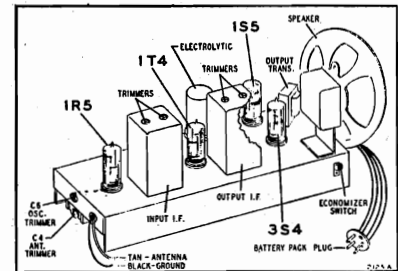 SPEAKER
1S5
ELECTROLYTIC
OUTPUT
TRANS.
1T4
TRIMMERS
TRIMMERS
1R5
C6
OSC.
TRIMMER
C4
ANT.
TRIMMER
INPUT I.F.
OUTPUT I.F.
3S4
ECONOMIZER
SWITCH
BATTERY PACK PLUG
TAN - ANTENNA
BLACK-GROUND